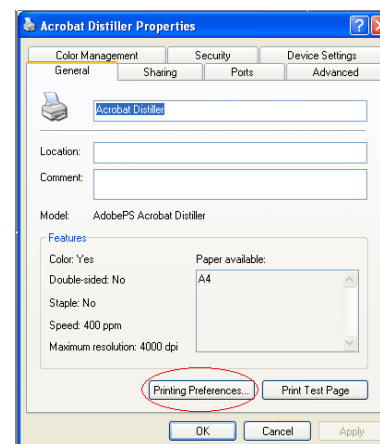 Acrobat Distiller Properties
Color Management Security Device Settings
General Sharing Ports Advanced
Acrobat Distiller
Location:
Comment:
Model: AdobePS Acrobat Distiller
Features
Color: Yes Paper available:
Double-sided: No A4
Staple: No
Speed: 400 ppm
Maximum resolution: 4000 dpi
Printing Preferences... Print Test Page
OK Cancel Apply